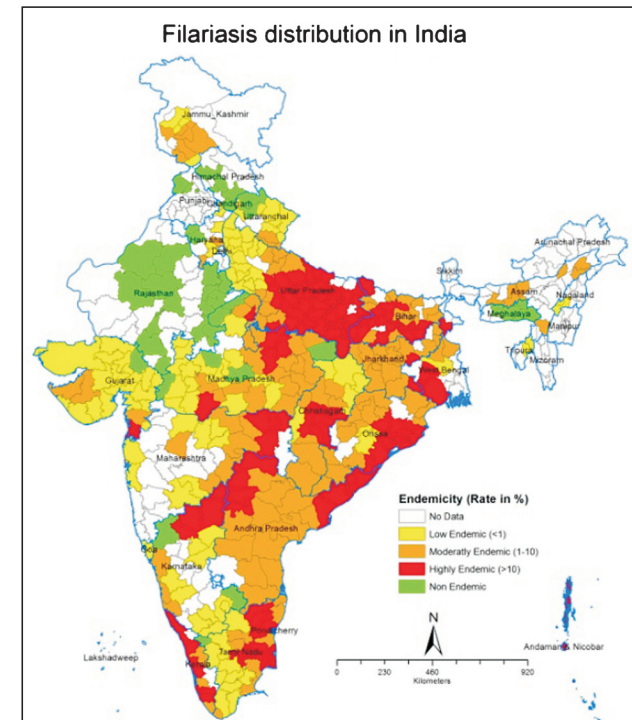 Filariasis distribution in India
Jammu_Kashmir
Himachal Pradesh
Punjab
Chandigarh
Uttaranchal
Haryana
Delhi
Arunachal Pradesh
Sikkim
Rajasthan
Uttar Pradesh
Assam
Nagaland
Bihar
Meghalaya
Manipur
Jharkhand
Tripura
Mizoram
West Bengal
Gujarat
Madhya Pradesh
Chhattisgarh
Orissa
Maharashtra
Endemicity (Rate in %)
No Data
Low Endemic (<1)
Moderatly Endemic (1-10)
Highly Endemic (>10)
Non Endemic
Andhra Pradesh
Goa
Karnataka
N
Pondicherry
Andaman & Nicobar
Lakshadweep
Tamil Nadu
Kerala
0 230 460 920
Kilometers